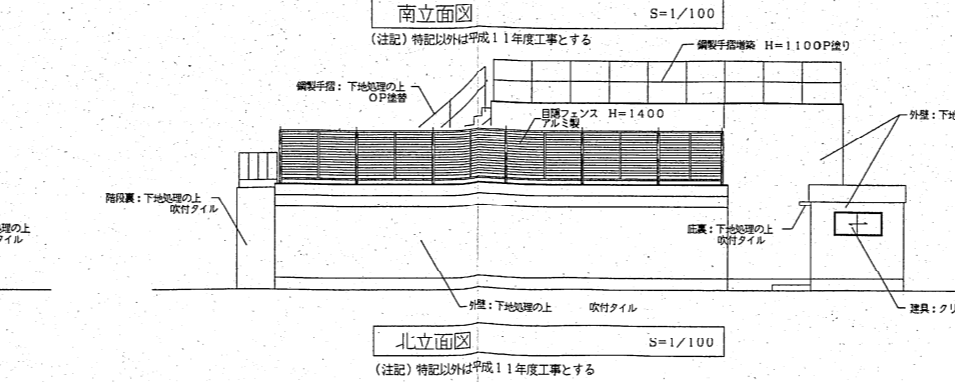 南立面図 S=1/100
(注記) 特記以外は平成11年度工事とする
鋼製手摺増築 H=1100OP塗り
鋼製手摺：下地処理の上
OP塗替
目隠フェンス H=1400
アルミ製
外壁：下地
階段裏：下地処理の上
吹付タイル
処理の上
タイル
庇裏：下地処理の上
吹付タイル
外壁：下地処理の上 吹付タイル
建具：クリ
北立面図 S=1/100
(注記) 特記以外は平成11年度工事とする